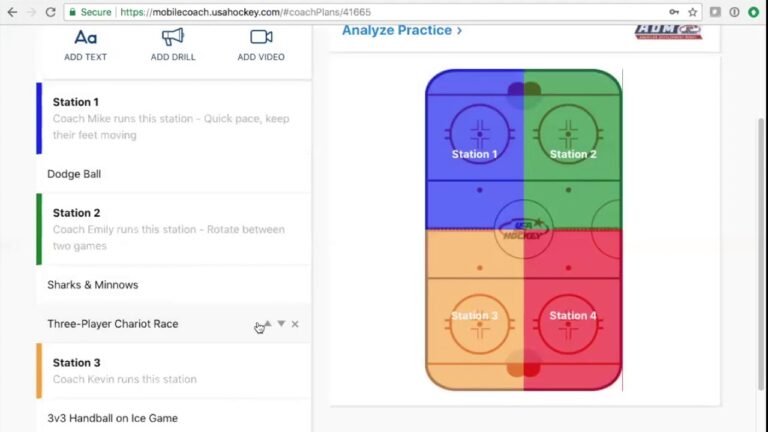 Secure
https://mobilecoach.usahockey.com/#coachPlans/41665
Aa
ADD TEXT
ADD DRILL
ADD VIDEO
Analyze Practice >
ADM
Station 1
Coach Mike runs this station - Quick pace, keep
their feet moving
Dodge Ball
Station 2
Coach Emily runs this station - Rotate between
two games
Sharks & Minnows
Three-Player Chariot Race
Station 3
Coach Kevin runs this station
3v3 Handball on Ice Game
Station 1
Station 2
USA
HOCKEY
Station 3
Station 4